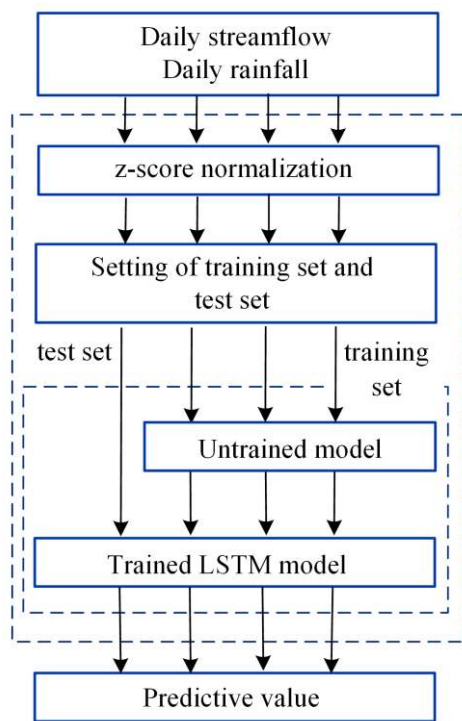 Daily streamflow
Daily rainfall
z-score normalization
Setting of training set and
test set
test set
training
set
Untrained model
Trained LSTM model
Predictive value